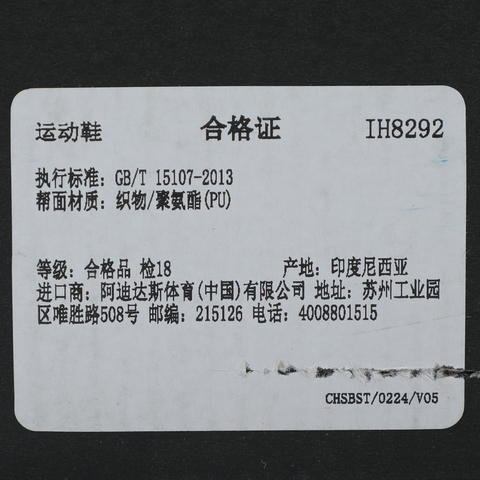 运动鞋 合格证 IH8292
执行标准: GB/T 15107-2013
帮面材质: 织物/聚氨酯(PU)
等级: 合格品 检18 产地: 印度尼西亚
进口商: 阿迪达斯体育(中国)有限公司 地址: 苏州工业园
区唯胜路508号 邮编: 215126 电话: 4008801515
CHSBST/0224/V05